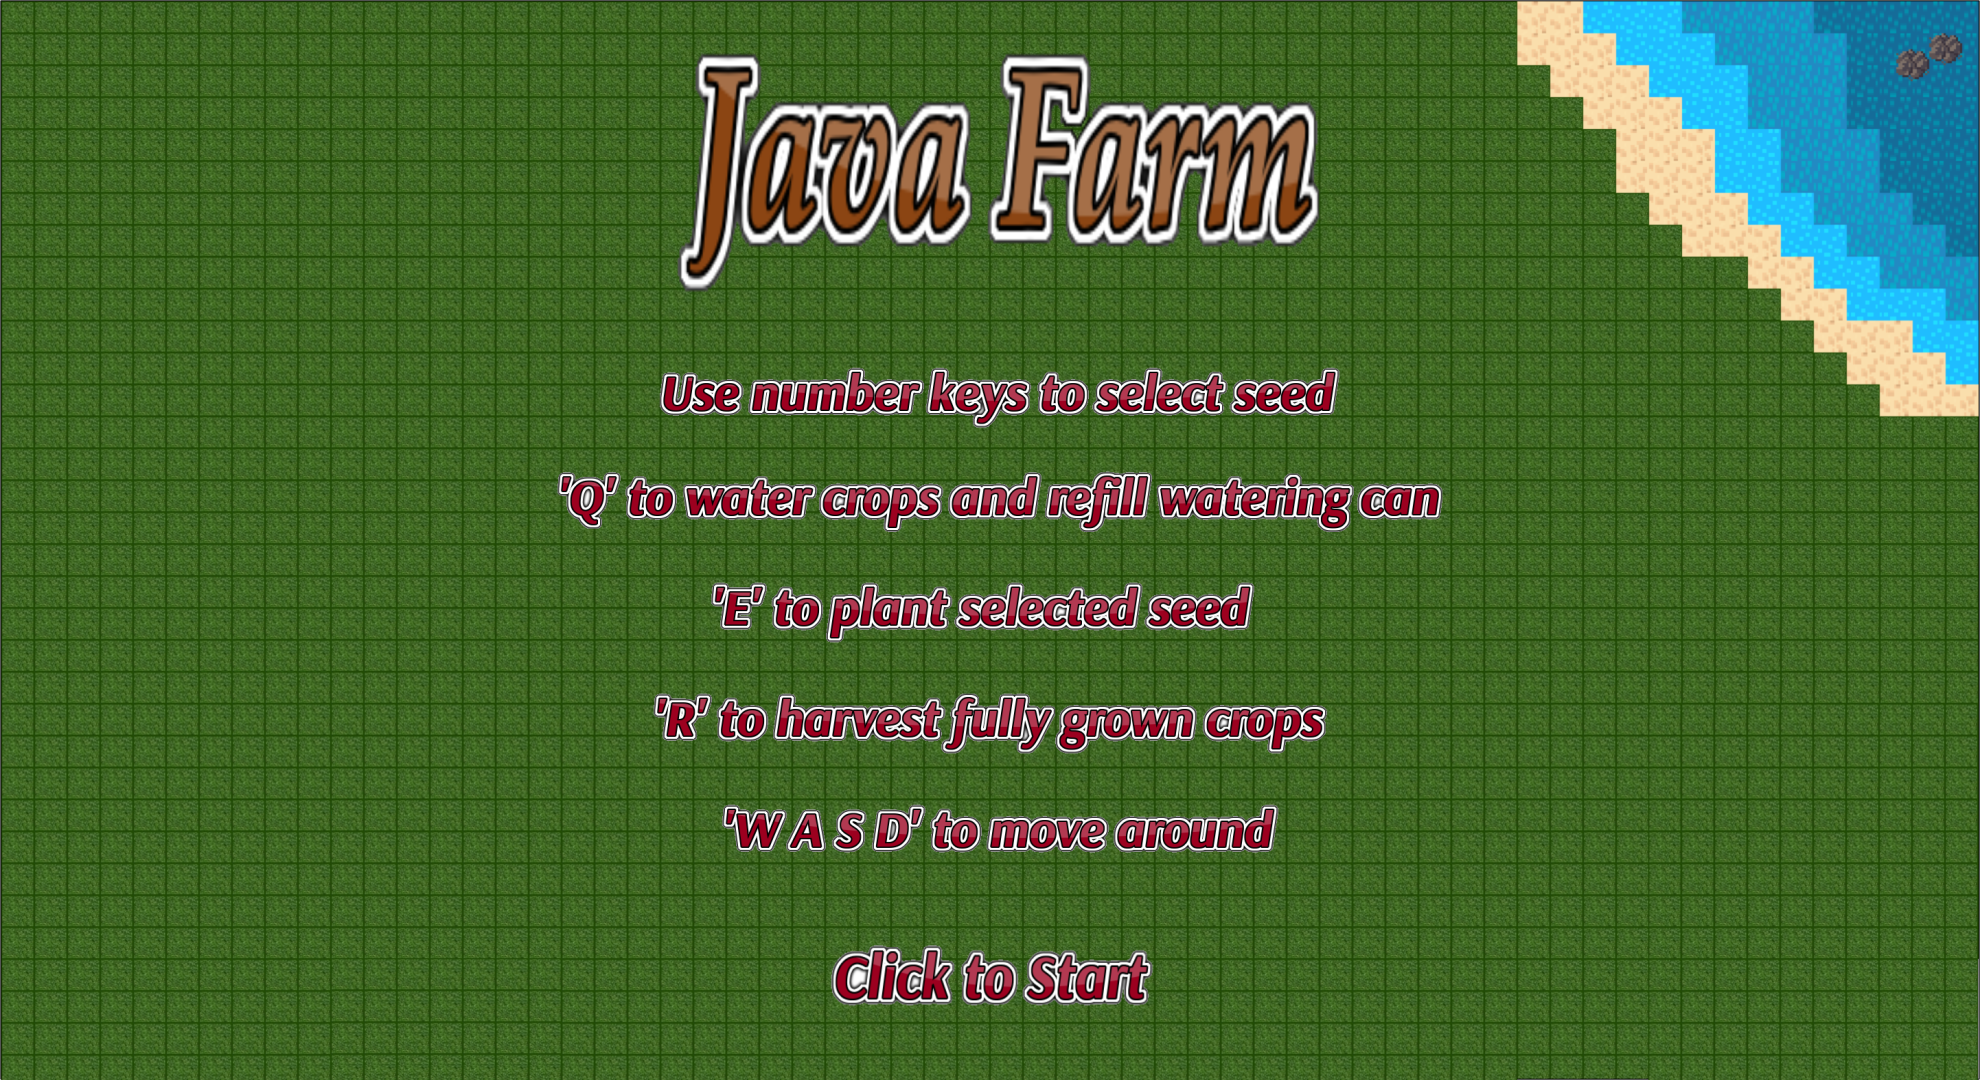 Java Farm
Use number keys to select seed
'Q' to water crops and refill watering can
'E' to plant selected seed
'R' to harvest fully grown crops
'W A S D' to move around
Click to Start